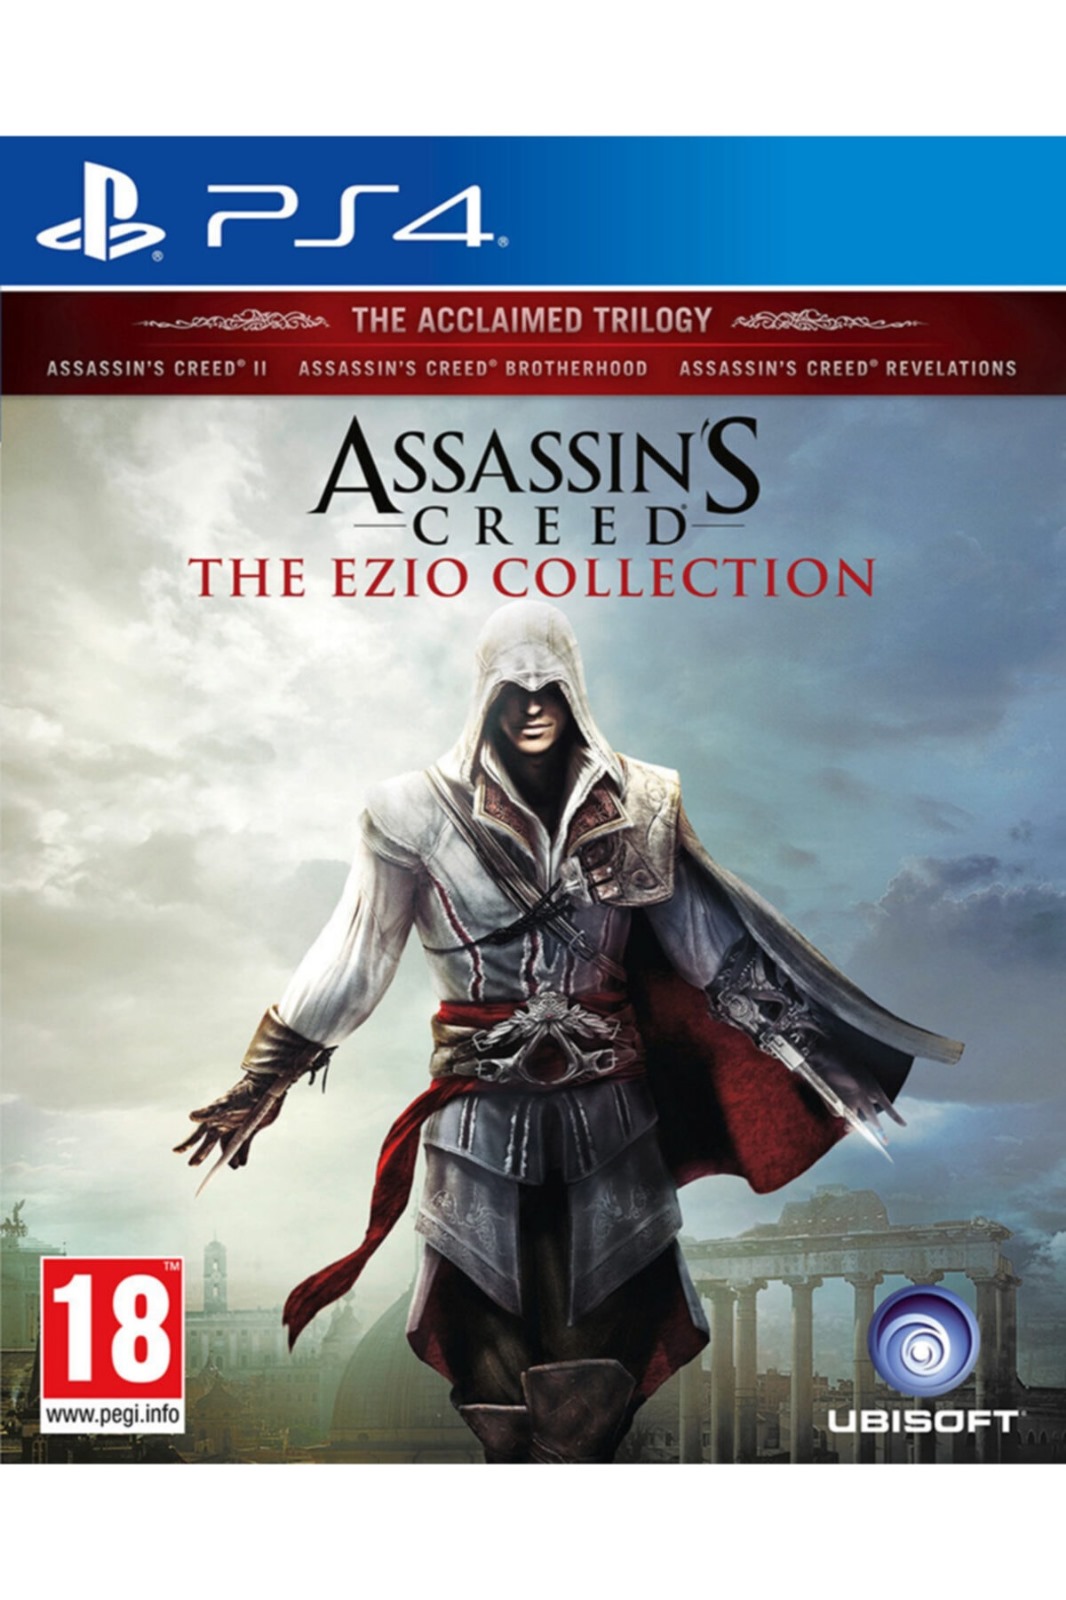 PS4®
THE ACCLAIMED TRILOGY
ASSASSIN'S CREED® II ASSASSIN'S CREED® BROTHERHOOD ASSASSIN'S CREED® REVELATIONS
ASSASSIN'S
CREED®
THE EZIO COLLECTION
18™
www.pegi.info
UBISOFT®